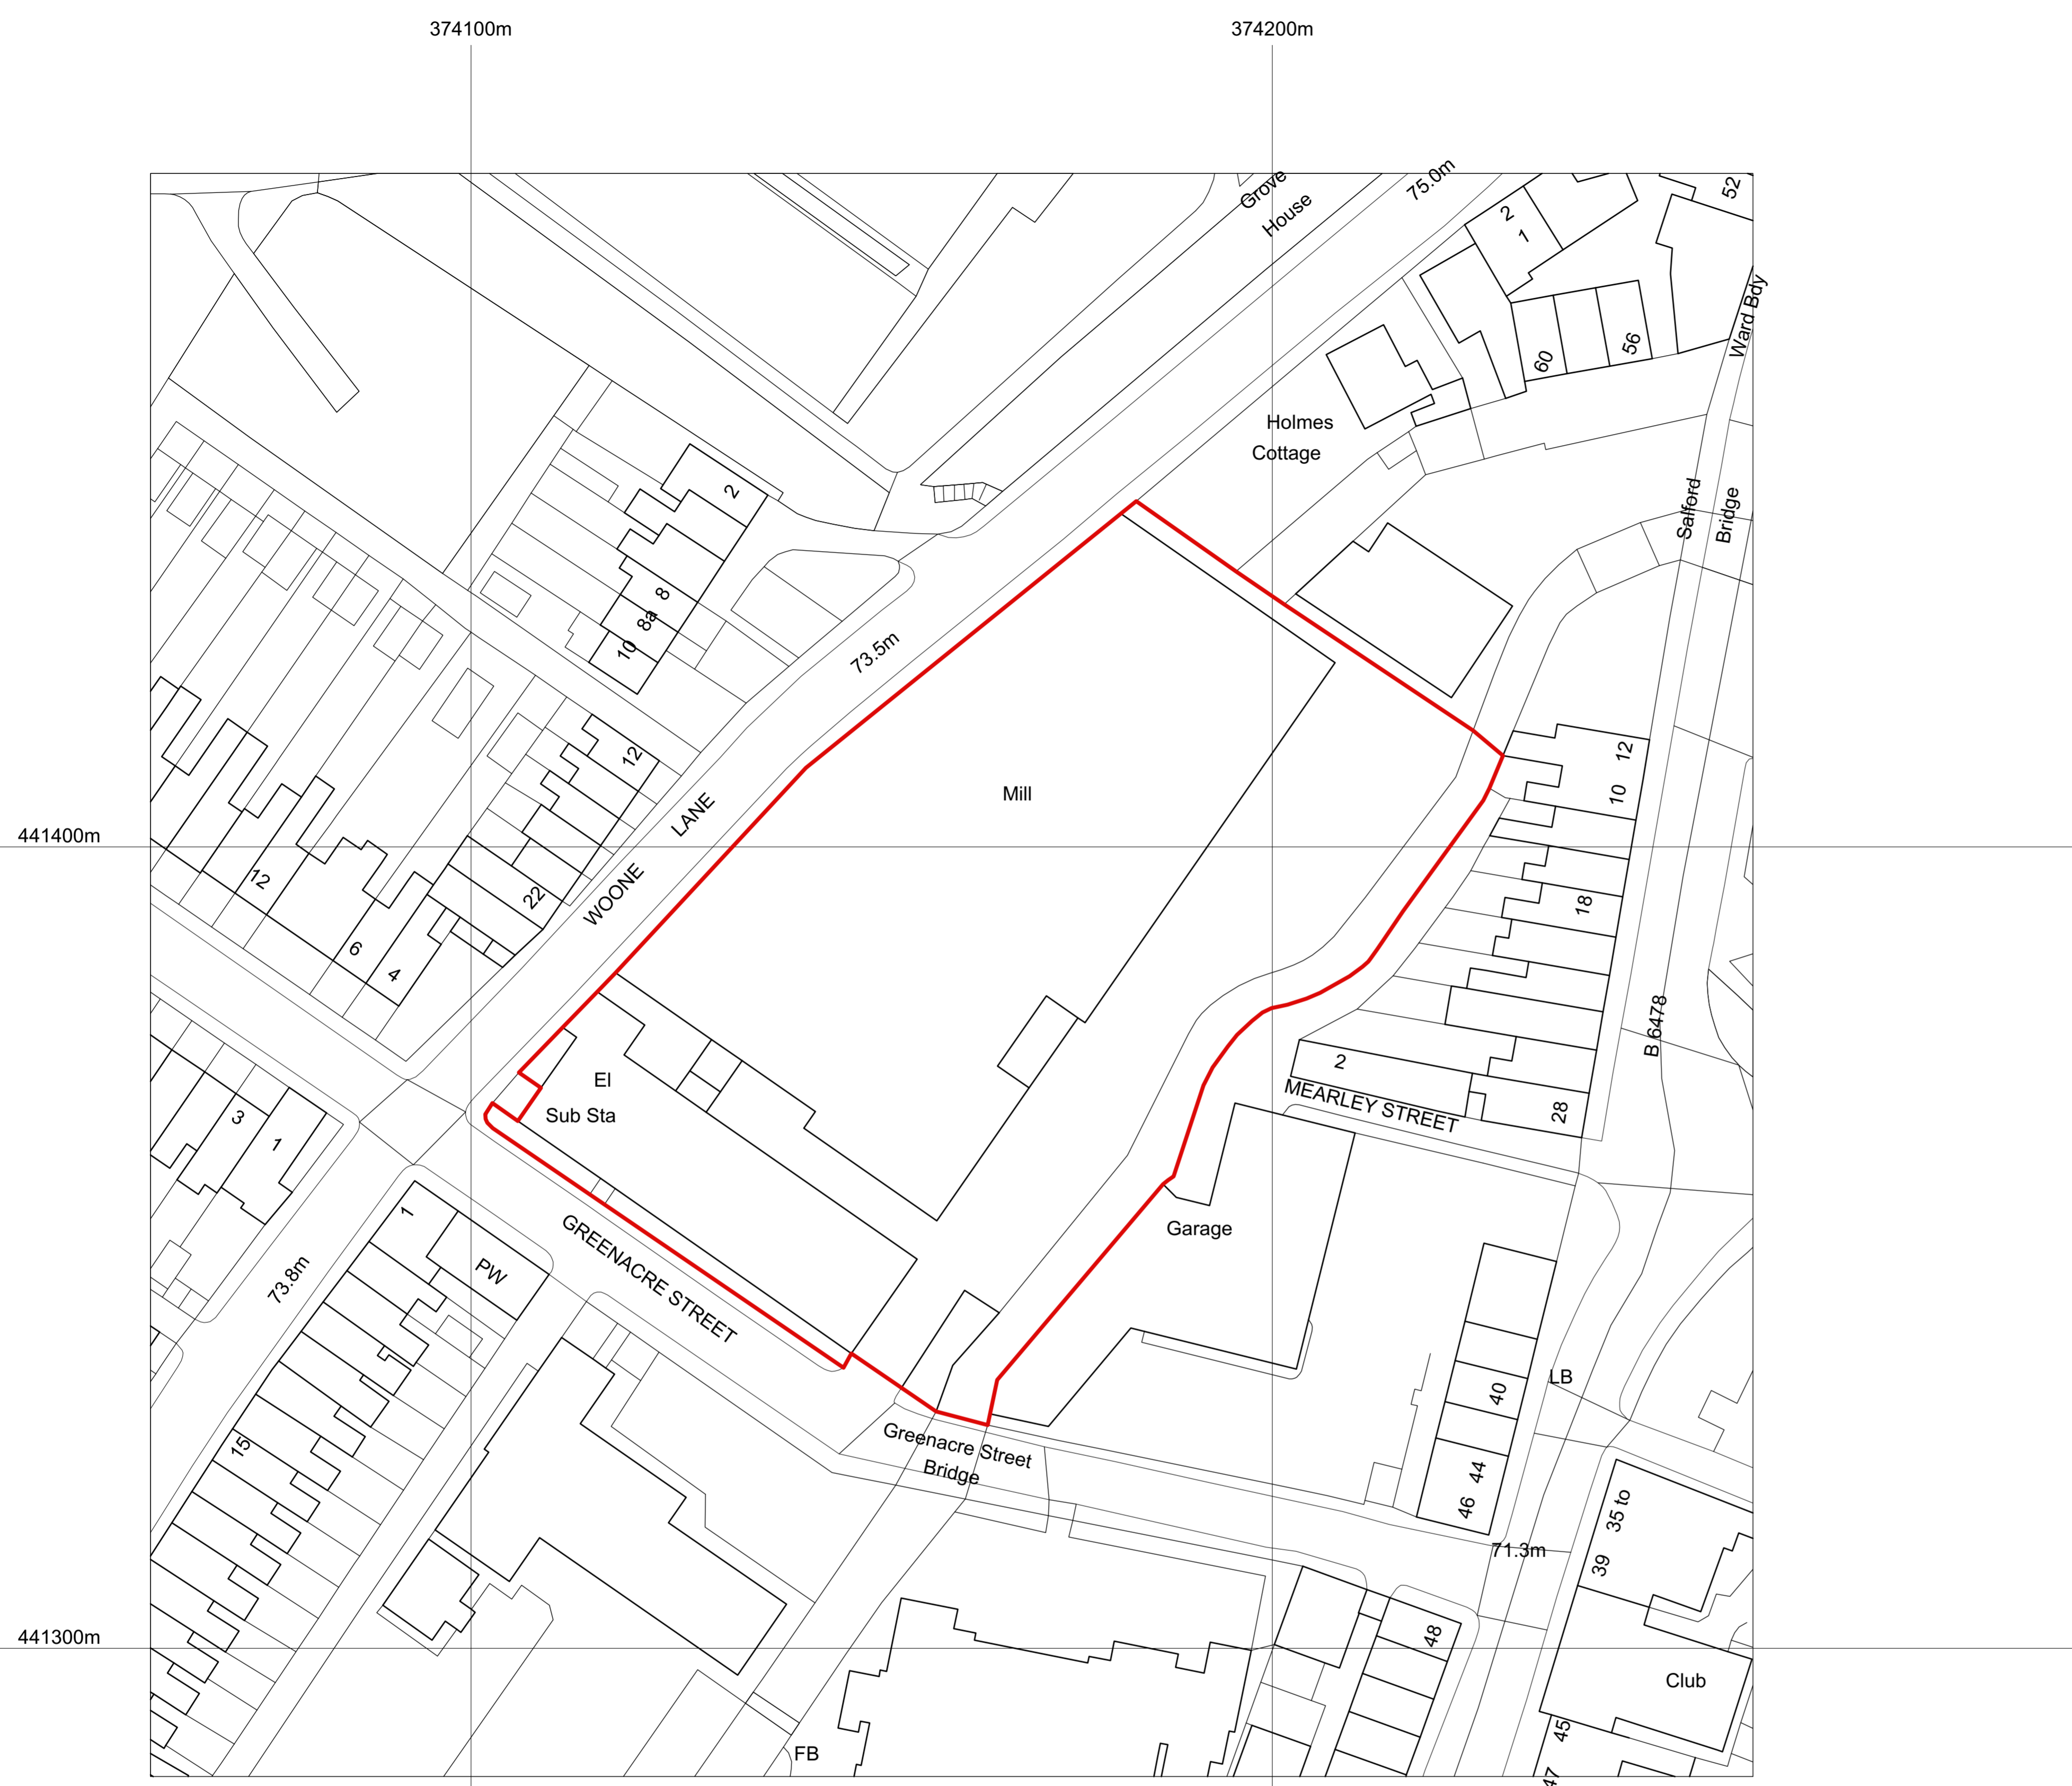 374100m
374200m
Grove
House
75.0m
52
2
1
Ward Bdy
60
56
Holmes
Cottage
2
Salford
Bridge
8
8a
10
73.5m
12
12
10
Mill
LANE
441400m
WOONE
12
22
18
6
4
B 6478
El
Sub Sta
2
MEARLEY STREET
28
3
1
1
PW
GREENACRE STREET
Garage
73.8m
LB
40
15
Greenacre Street
Bridge
44
46
35 to
39
71.3m
441300m
48
Club
45
FB
47